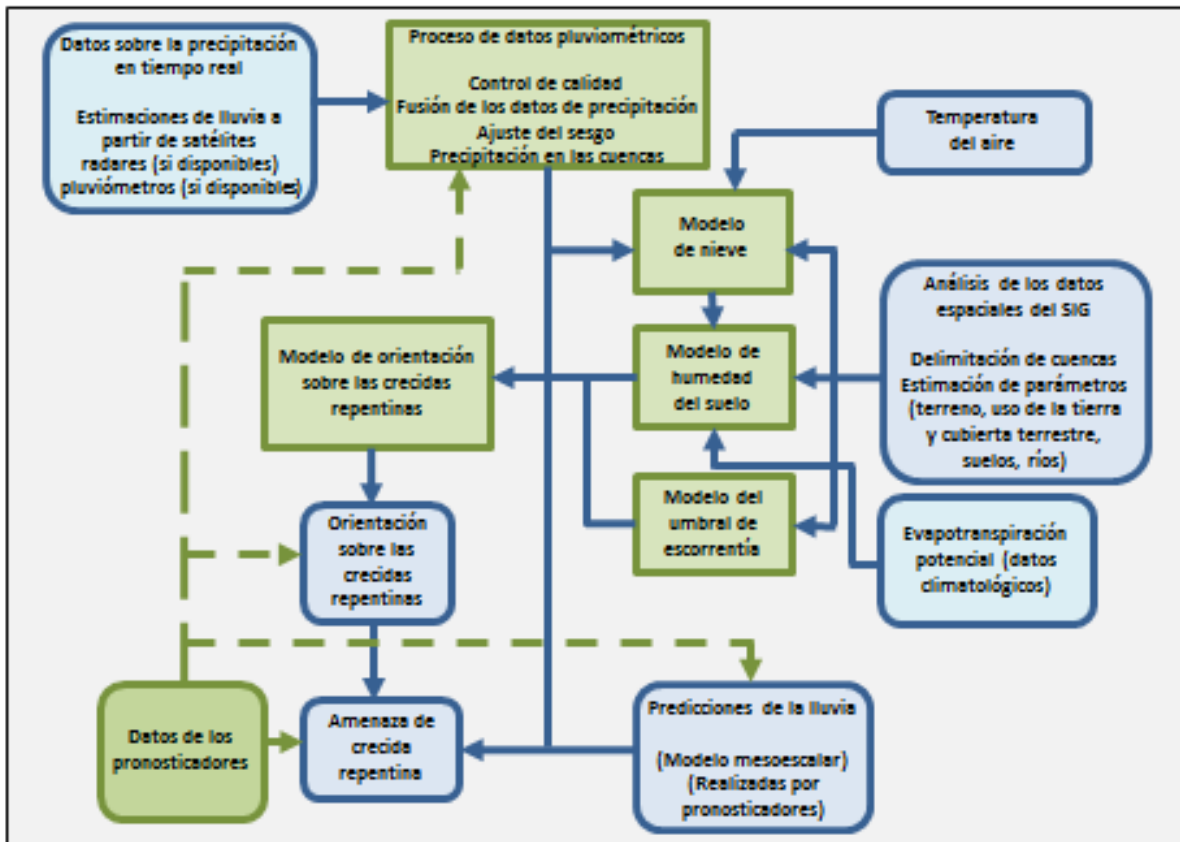 Datos sobre la precipitación
en tiempo real
Estimaciones de lluvia a
partir de satélites
radares (si disponibles)
pluviómetros (si disponibles)
Proceso de datos pluviométricos
Control de calidad
Fusión de los datos de precipitación
Ajuste del sesgo
Precipitación en las cuencas
Temperatura
del aire
Modelo
de nieve
Análisis de los datos
espaciales del SIG
Delimitación de cuencas
Estimación de parámetros
(terreno, uso de la tierra
y cubierta terrestre,
suelos, ríos)
Modelo de orientación
sobre las crecidas
repentinas
Modelo de
humedad
del suelo
Modelo del
umbral de
escorrentía
Evapotranspiración
potencial (datos
climatológicos)
Orientación
sobre las
crecidas
repentinas
Datos de los
pronosticadores
Amenaza de
crecida
repentina
Predicciones de la lluvia
(Modelo mesoescalar)
(Realizadas por
pronosticadores)